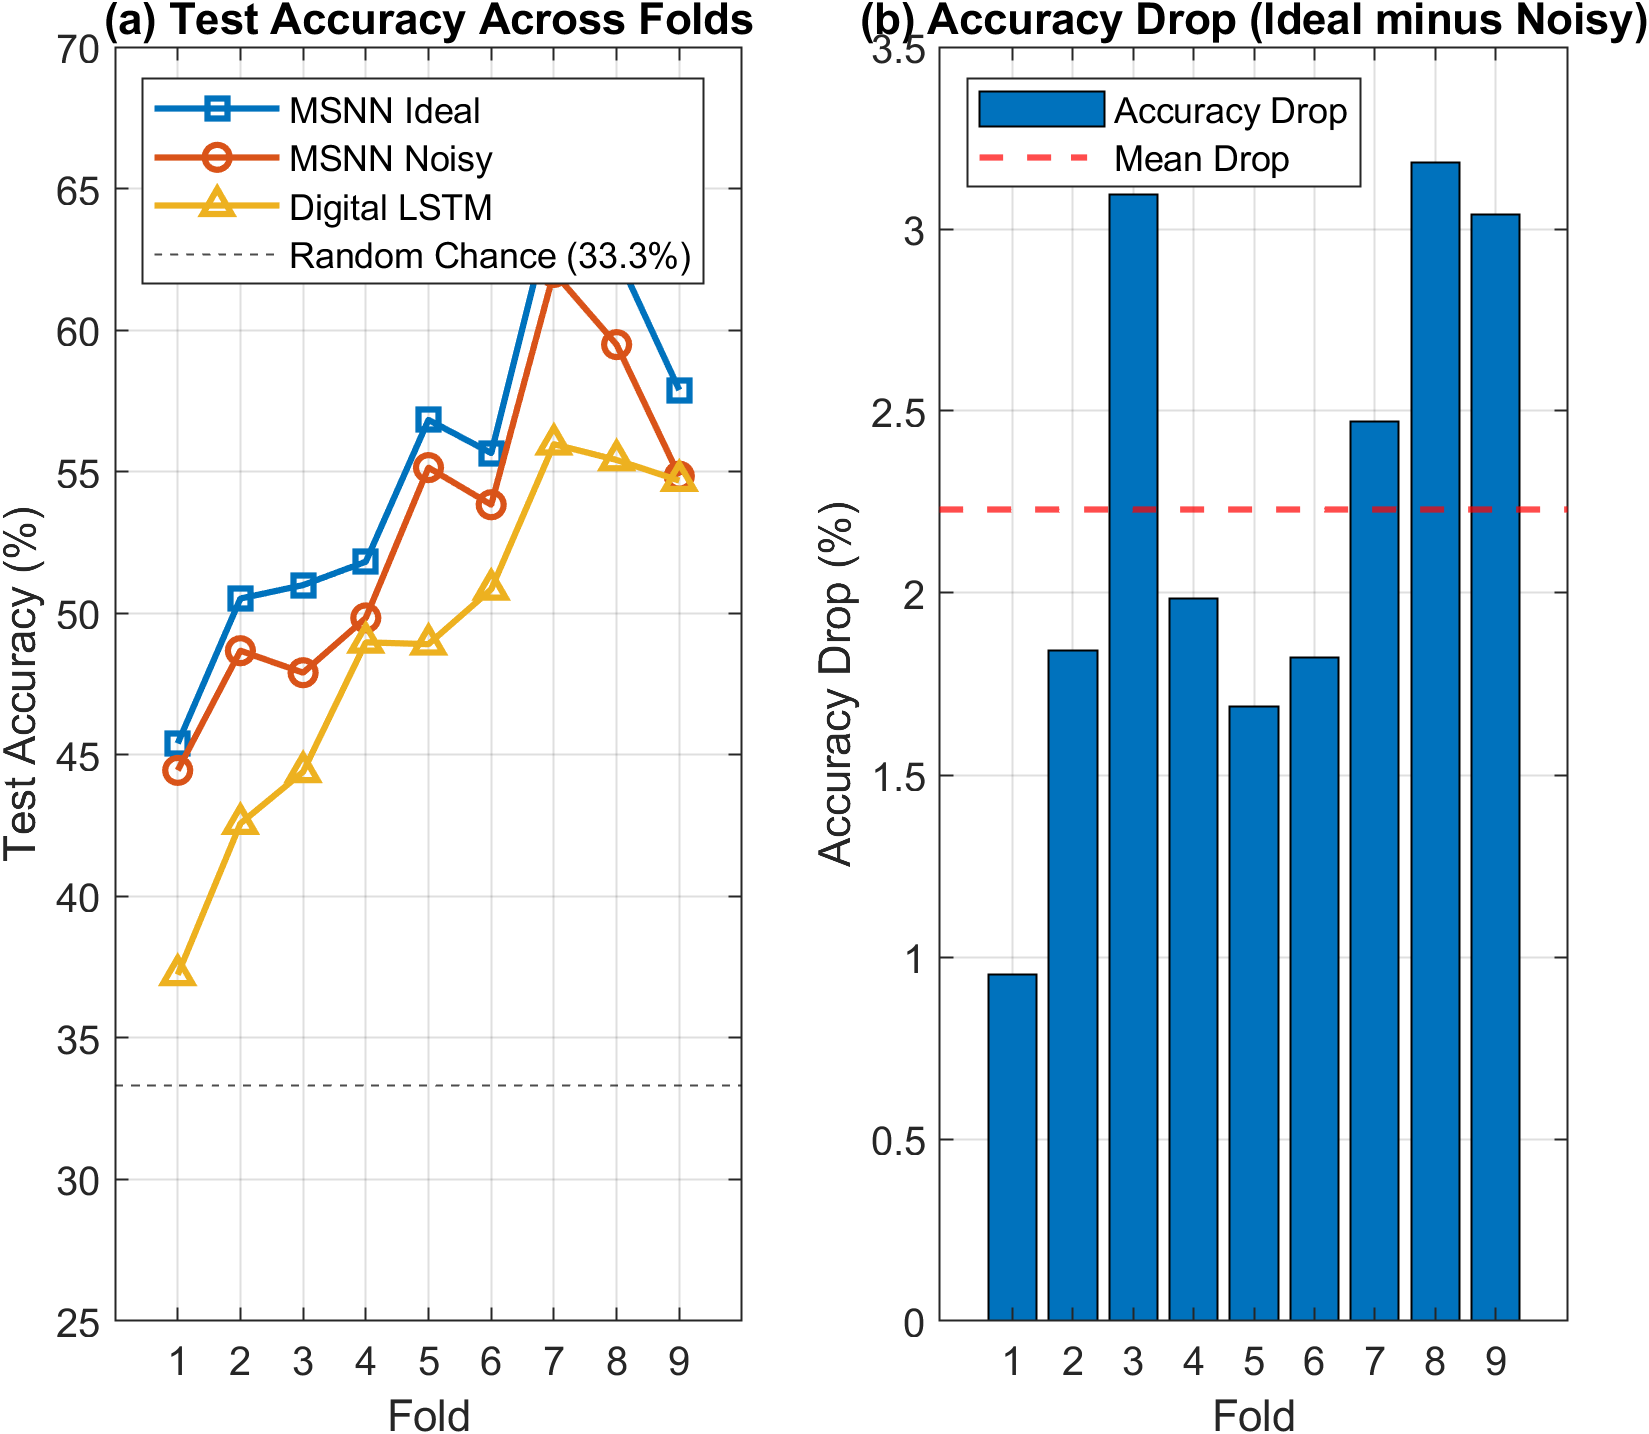 (a) Test Accuracy Across Folds
70
65
60
55
50
45
40
35
30
25
Test Accuracy (%)
MSNN Ideal
MSNN Noisy
Digital LSTM
Random Chance (33.3%)
1 2 3 4 5 6 7 8 9
Fold
(b) Accuracy Drop (Ideal minus Noisy)
3.5
3
2.5
2
1.5
1
0.5
0
Accuracy Drop (%)
Accuracy Drop
Mean Drop
1 2 3 4 5 6 7 8 9
Fold